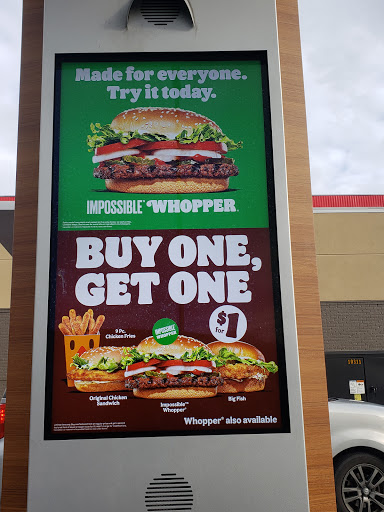 Made for everyone.
Try it today.
IMPOSSIBLE™ WHOPPER®
BUY ONE,
GET ONE
for $1
9 Pc.
Chicken Fries
IMPOSSIBLE
WHOPPER
Original Chicken
Sandwich
Impossible™
Whopper®
Big Fish
Whopper® also available